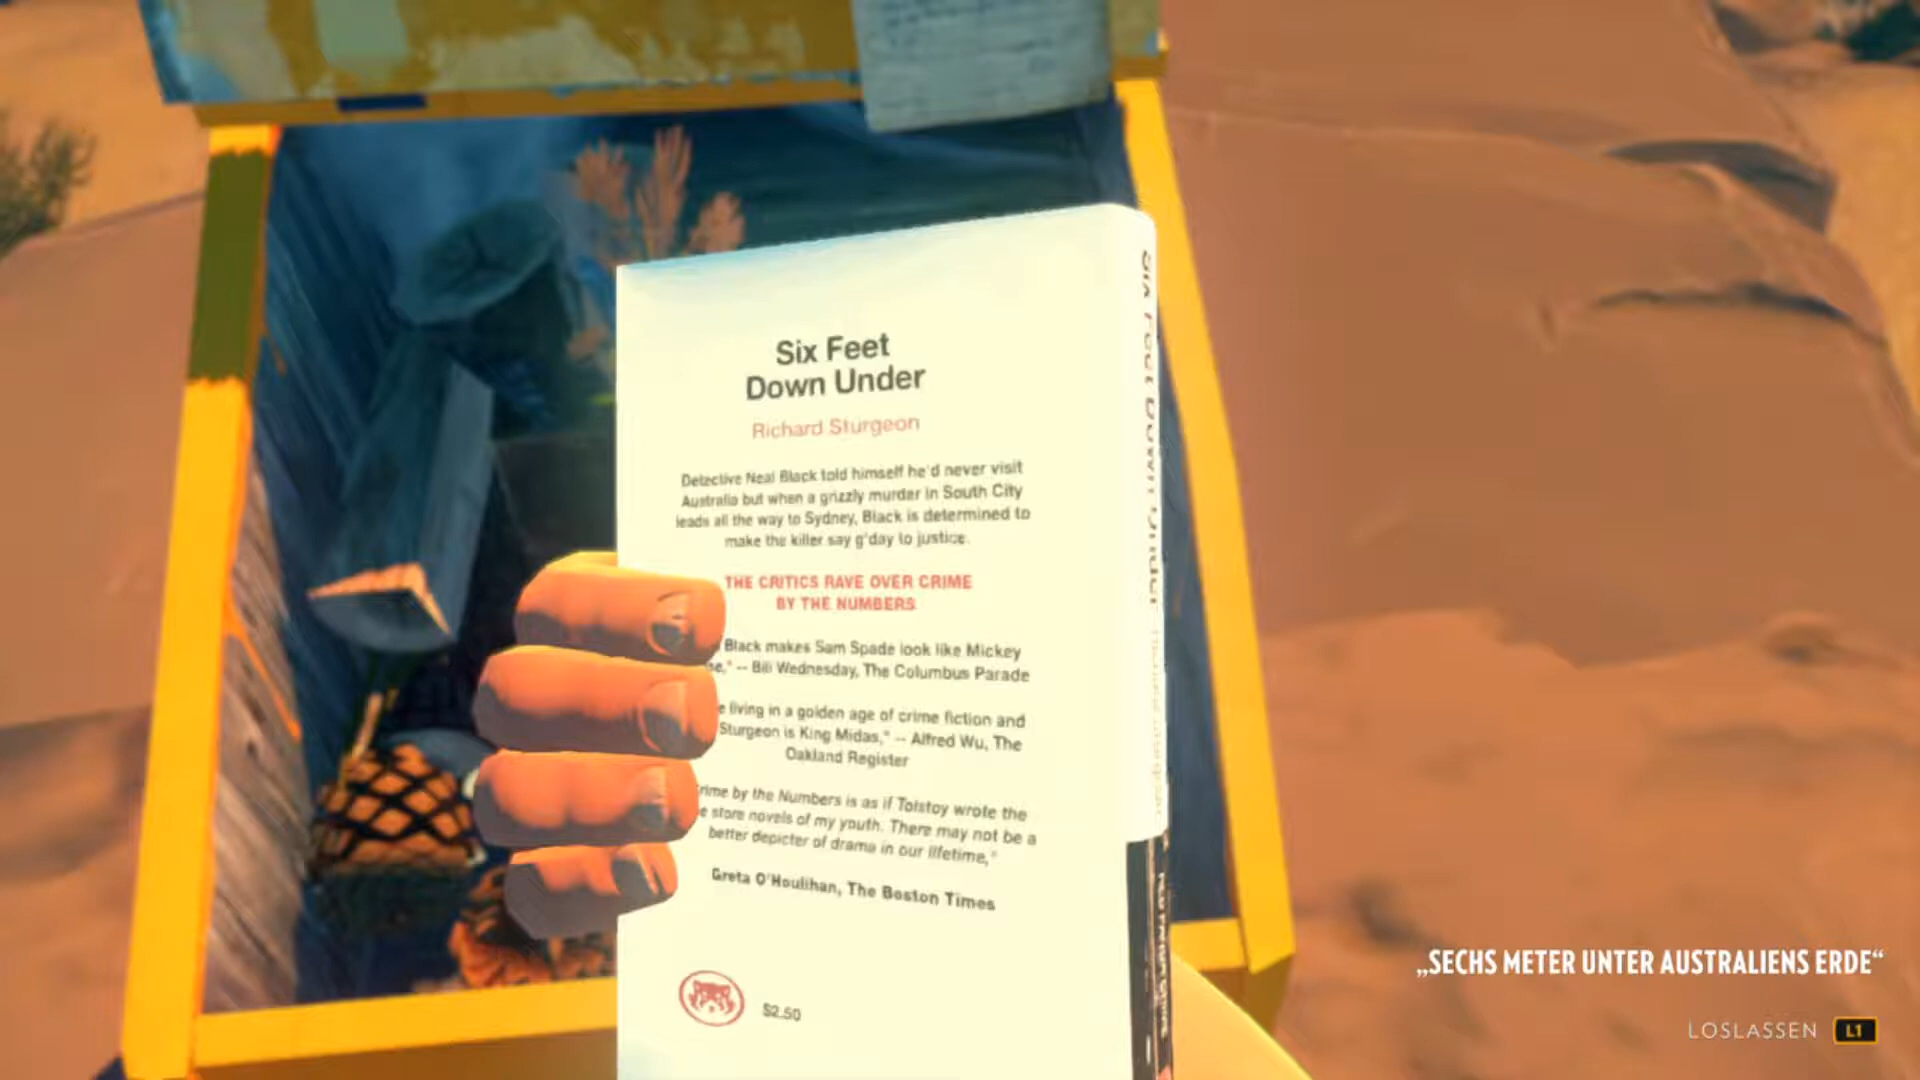 Six Feet
Down Under
Richard Sturgeon
Detective Neal Black told himself he'd never visit
Australia but when a grizzly murder in South City
leads all the way to Sydney, Black is determined to
make the killer say g'day to justice.
THE CRITICS RAVE OVER CRIME
BY THE NUMBERS
Black makes Sam Spade look like Mickey
se," -- Bill Wednesday, The Columbus Parade
e living in a golden age of crime fiction and
Sturgeon is King Midas," -- Alfred Wu, The
Oakland Register
rime by the Numbers is as if Tolstoy wrote the
e store novels of my youth. There may not be a
better depicter of drama in our lifetime,"
Greta O'Houlihan, The Boston Times
$2.50
Six Feet Down Under
„SECHS METER UNTER AUSTRALIENS ERDE“
LOSLASSEN L1